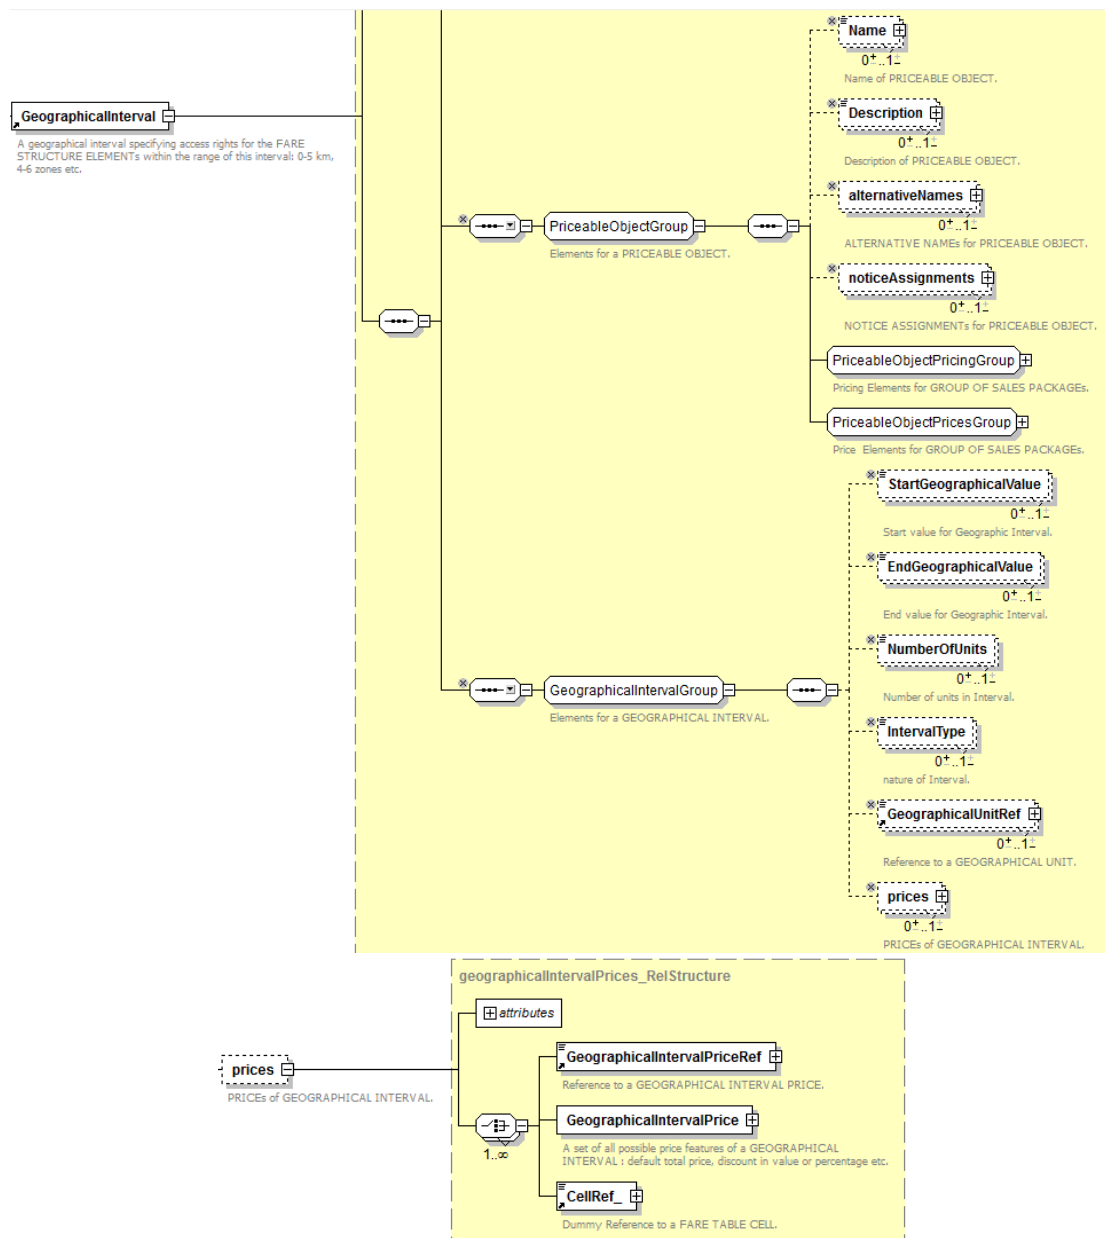 Name
0..1
Name of PRICEABLE OBJECT.
GeographicalInterval
A geographical interval specifying access rights for the FARE
STRUCTURE ELEMENTs within the range of this interval: 0-5 km,
4-6 zones etc.
Description
0..1
Description of PRICEABLE OBJECT.
alternativeNames
0..1
ALTERNATIVE NAMEs for PRICEABLE OBJECT.
PriceableObjectGroup
Elements for a PRICEABLE OBJECT.
noticeAssignments
0..1
NOTICE ASSIGNMENTs for PRICEABLE OBJECT.
PriceableObjectPricingGroup
Pricing Elements for GROUP OF SALES PACKAGEs.
PriceableObjectPricesGroup
Price Elements for GROUP OF SALES PACKAGEs.
StartGeographicalValue
0..1
Start value for Geographic Interval.
EndGeographicalValue
0..1
End value for Geographic Interval.
NumberOfUnits
0..1
Number of units in Interval.
GeographicalIntervalGroup
Elements for a GEOGRAPHICAL INTERVAL.
IntervalType
0..1
nature of Interval.
GeographicalUnitRef
0..1
Reference to a GEOGRAPHICAL UNIT.
prices
0..1
PRICEs of GEOGRAPHICAL INTERVAL.
geographicalIntervalPrices_RelStructure
attributes
prices
PRICEs of GEOGRAPHICAL INTERVAL.
GeographicalIntervalPriceRef
Reference to a GEOGRAPHICAL INTERVAL PRICE.
GeographicalIntervalPrice
A set of all possible price features of a GEOGRAPHICAL
INTERVAL : default total price, discount in value or percentage etc.
1..∞
CellRef_
Dummy Reference to a FARE TABLE CELL.